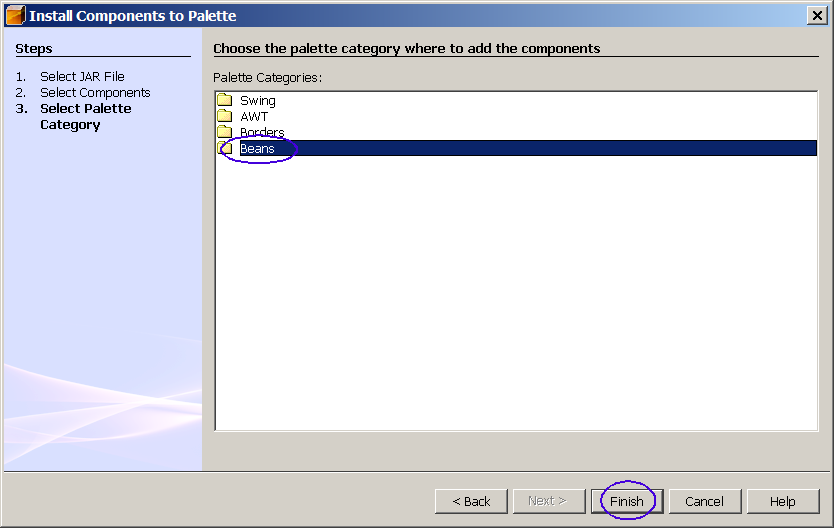 Install Components to Palette
Steps
1. Select JAR File
2. Select Components
3. Select Palette
Category
Choose the palette category where to add the components
Palette Categories:
Swing
AWT
Borders
Beans
< Back
Next >
Finish
Cancel
Help